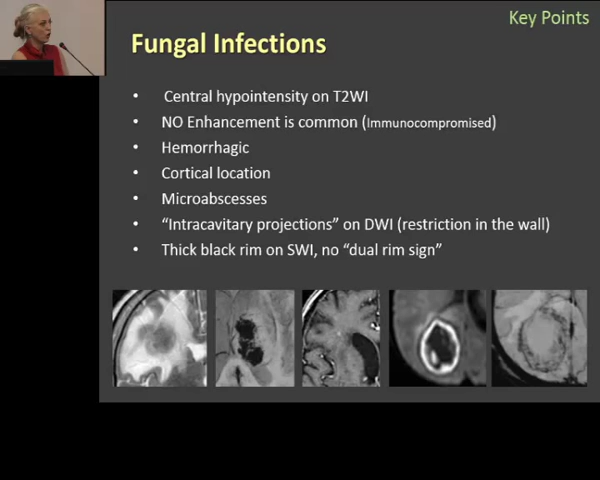 Key Points
Fungal Infections
• Central hypointensity on T2WI
• NO Enhancement is common (Immunocompromised)
• Hemorrhagic
• Cortical location
• Microabscesses
• “Intracavitary projections” on DWI (restriction in the wall)
• Thick black rim on SWI, no “dual rim sign”